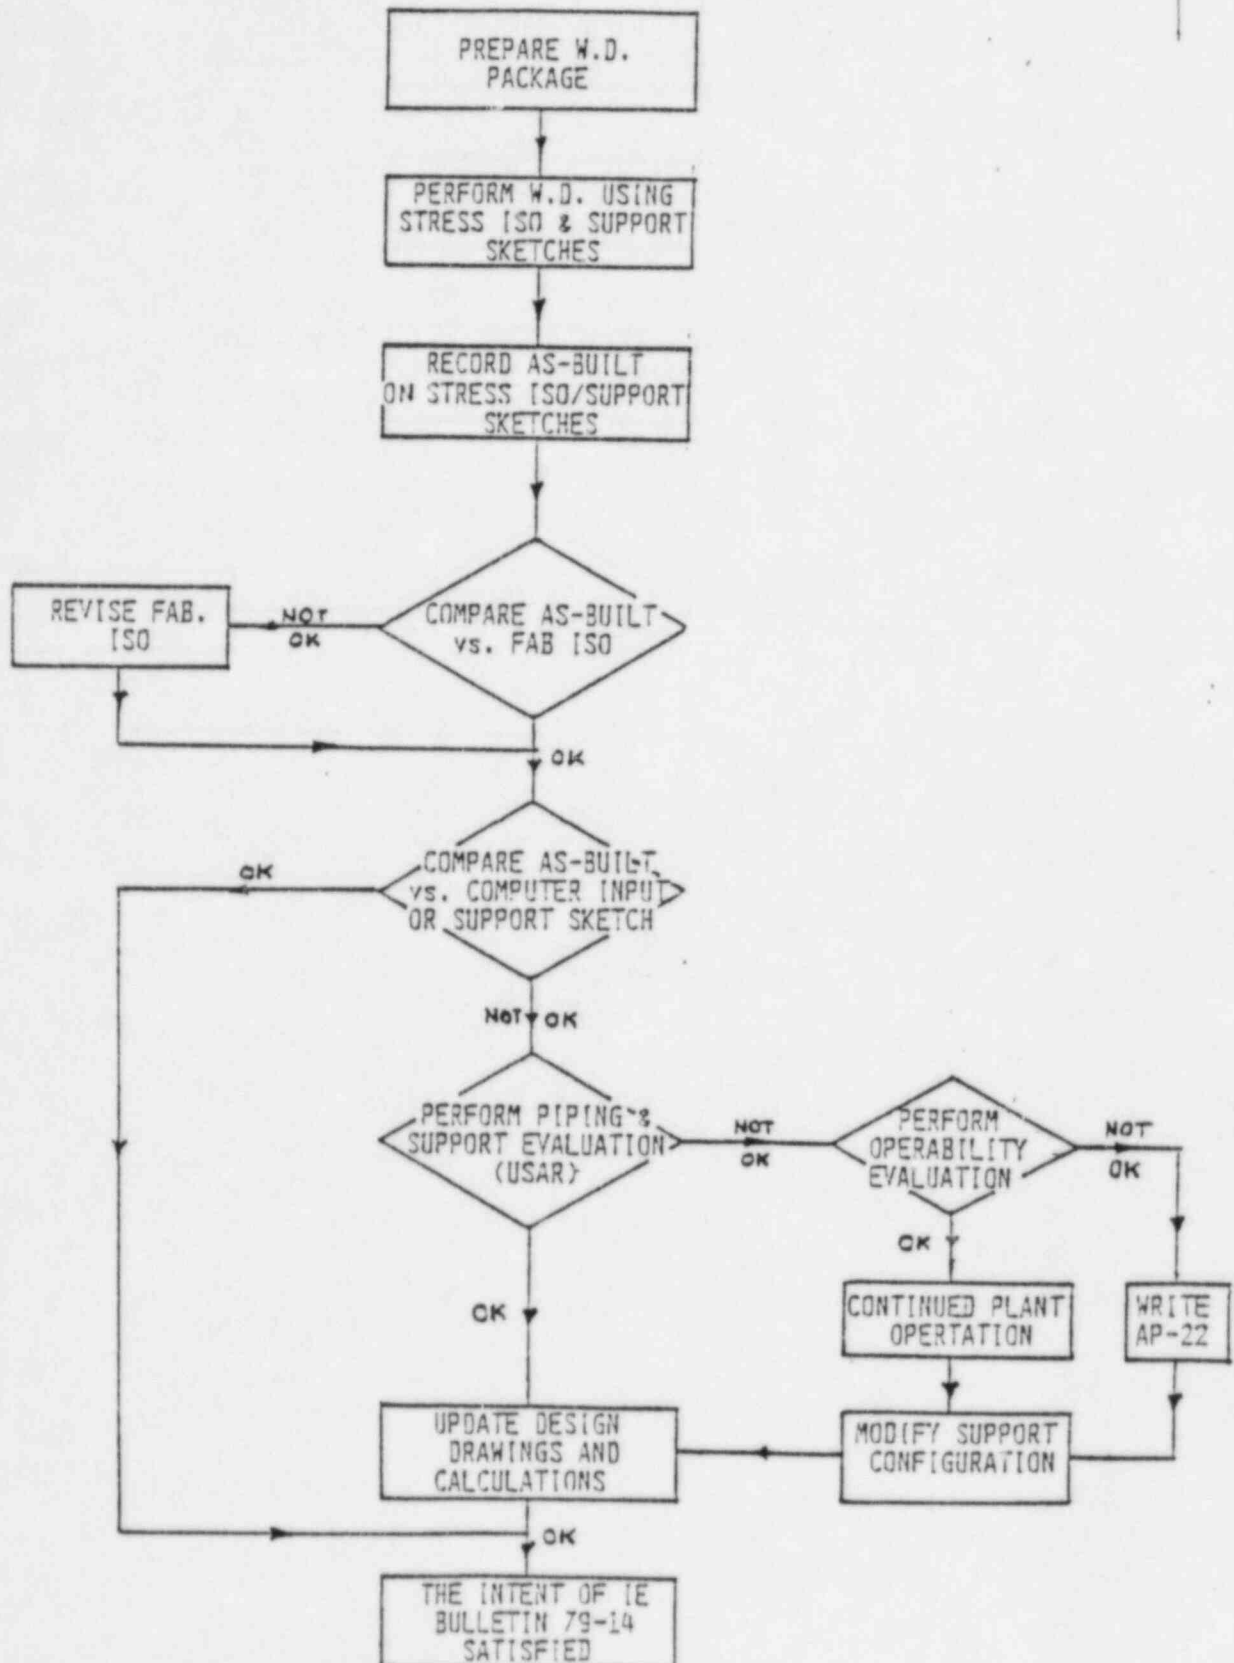 PREPARE W.D.
PACKAGE
PERFORM W.D. USING
STRESS ISO & SUPPORT
SKETCHES
RECORD AS-BUILT
ON STRESS ISO/SUPPORT
SKETCHES
COMPARE AS-BUILT
vs. FAB ISO
NOT
OK
REVISE FAB.
ISO
OK
COMPARE AS-BUILT
vs. COMPUTER INPUT
OR SUPPORT SKETCH
OK
NOT OK
PERFORM PIPING &
SUPPORT EVALUATION
(USAR)
NOT
OK
PERFORM
OPERABILITY
EVALUATION
NOT
OK
OK
CONTINUED PLANT
OPERTATION
WRITE
AP-22
OK
UPDATE DESIGN
DRAWINGS AND
CALCULATIONS
MODIFY SUPPORT
CONFIGURATION
OK
THE INTENT OF IE
BULLETIN 79-14
SATISFIED